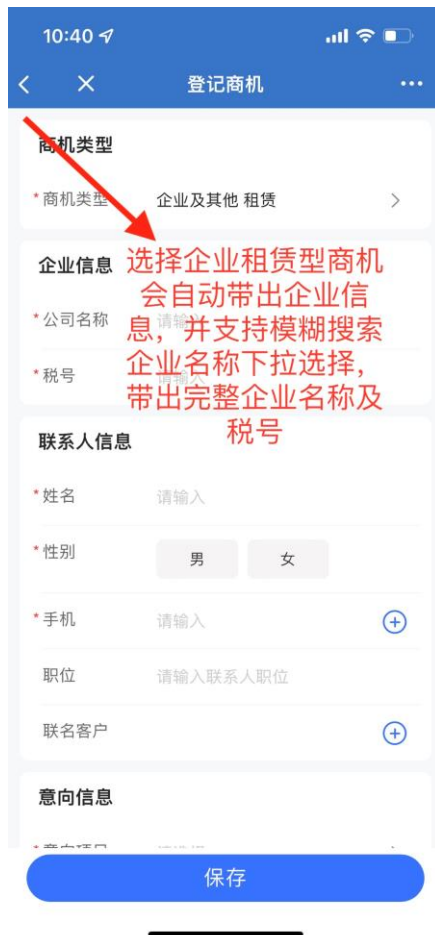 10:40
登记商机
商机类型
*商机类型 企业及其他 租赁
企业信息
选择企业租赁型商机
会自动带出企业信
息，并支持模糊搜索
企业名称下拉选择，
带出完整企业名称及
税号
*公司名称
*税号
联系人信息
*姓名 请输入
*性别 男 女
*手机 请输入
职位 请输入联系人职位
联名客户
意向信息
保存